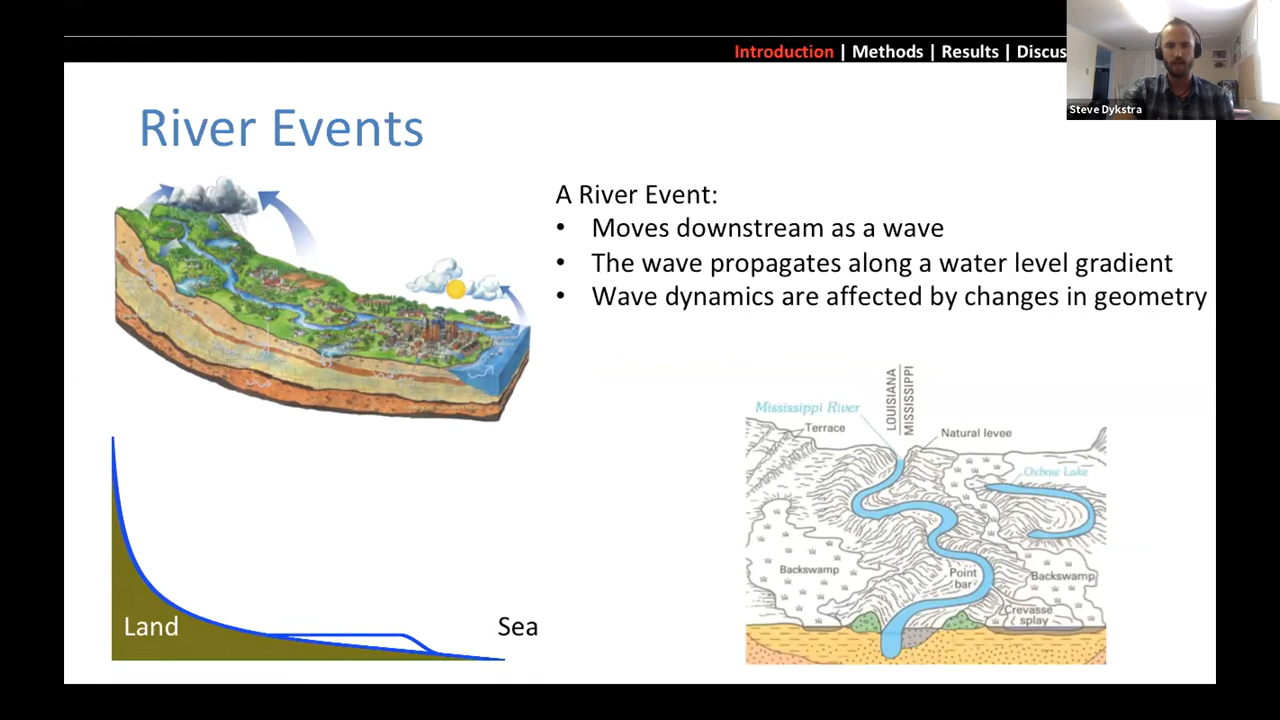 Introduction | Methods | Results | Discus
Steve Dykstra
River Events
A River Event:
• Moves downstream as a wave
• The wave propagates along a water level gradient
• Wave dynamics are affected by changes in geometry
LOUISIANA
MISSISSIPPI
Mississippi River
Terrace
Natural levee
Oxbow Lake
Backswamp
Point
bar
Backswamp
Crevasse
splay
Land
Sea